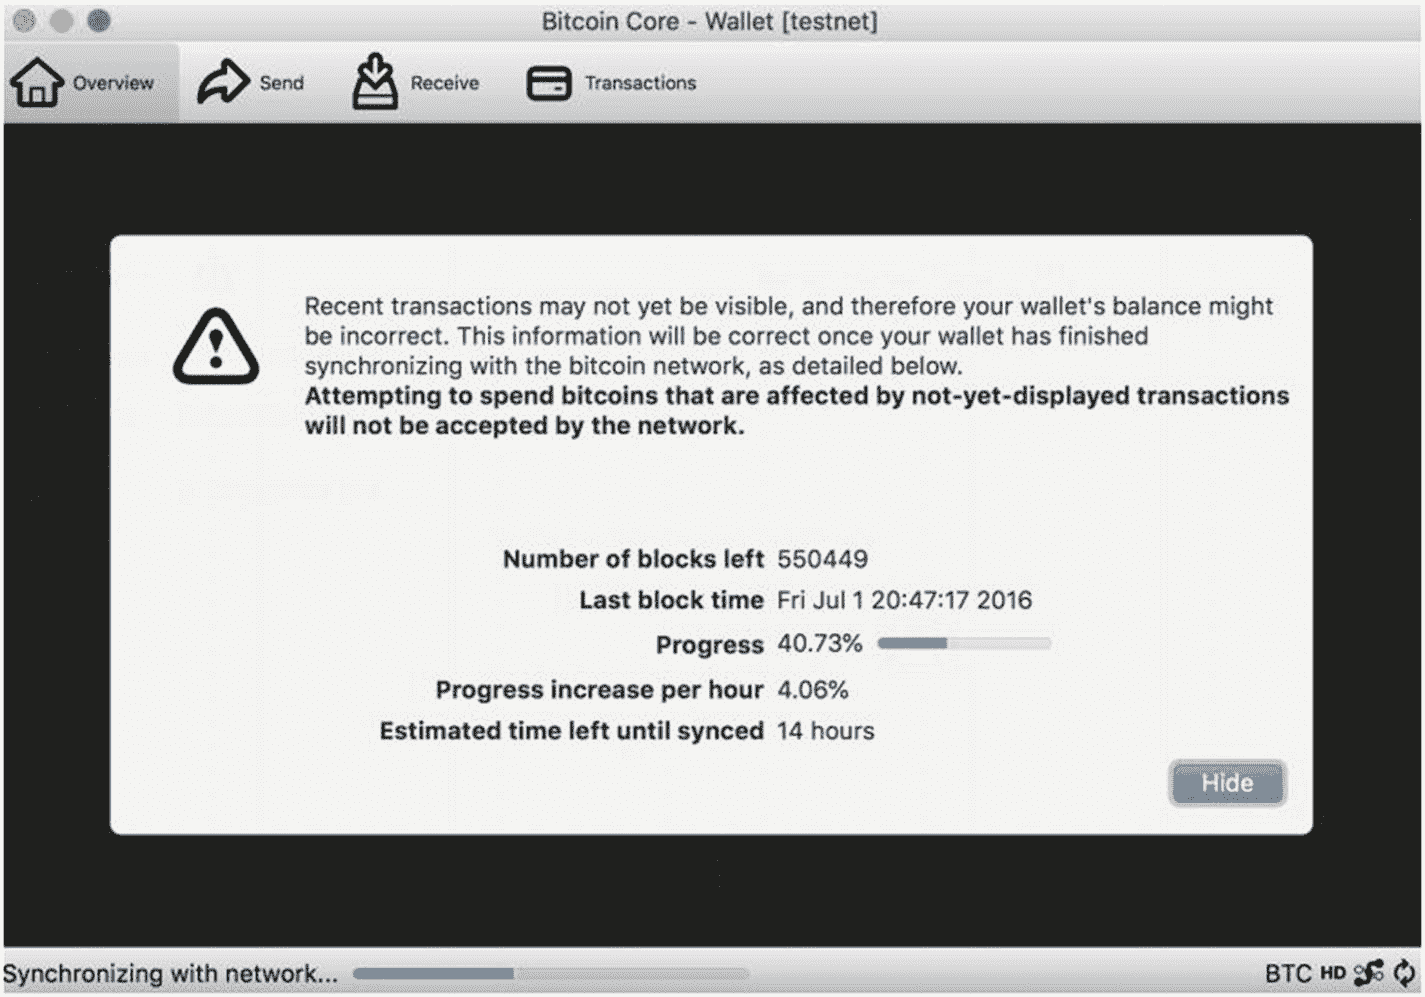 Bitcoin Core - Wallet [testnet]
Overview Send Receive Transactions
Recent transactions may not yet be visible, and therefore your wallet's balance might
be incorrect. This information will be correct once your wallet has finished
synchronizing with the bitcoin network, as detailed below.
Attempting to spend bitcoins that are affected by not-yet-displayed transactions
will not be accepted by the network.
Number of blocks left 550449
Last block time Fri Jul 1 20:47:17 2016
Progress 40.73%
Progress increase per hour 4.06%
Estimated time left until synced 14 hours
Hide
Synchronizing with network... BTC HD